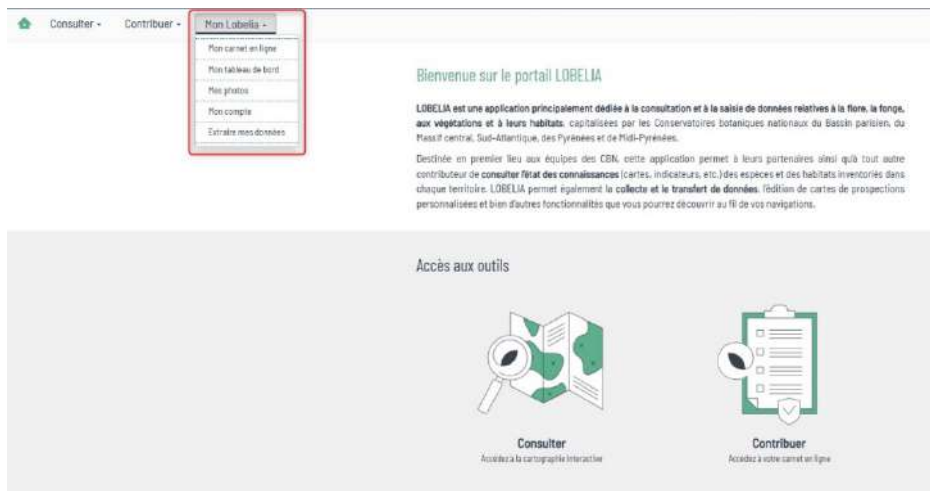 Consulter
Contribuer
Mon Lobelia
Mon carnet en ligne
Mon tableau de bord
Mes photos
Mon compte
Extraire mes données
Bienvenue sur le portail LOBELIA
LOBELIA est une application principalement dédiée à la consultation et à la saisie de données relatives à la flore, la fonge,
aux végétations et à leurs habitats, capitalisées par les Conservatoires botaniques nationaux du Bassin parisien, du
Massif central, Sud-Atlantique, des Pyrénées et de Midi-Pyrénées.
Destinée en premier lieu aux équipes des CBN, cette application permet à leurs partenaires ainsi qu'à tout autre
contributeur de consulter l'état des connaissances (cartes, indicateurs, etc.) des espèces et des habitats inventoriés dans
chaque territoire. LOBELIA permet également la collecte et le transfert de données, l'édition de cartes de prospections
personnalisées et bien d'autres fonctionnalités que vous pourrez découvrir au fil de vos navigations.
Accès aux outils
Consulter
Accédez à la cartographie interactive
Contribuer
Accédez à votre carnet en ligne